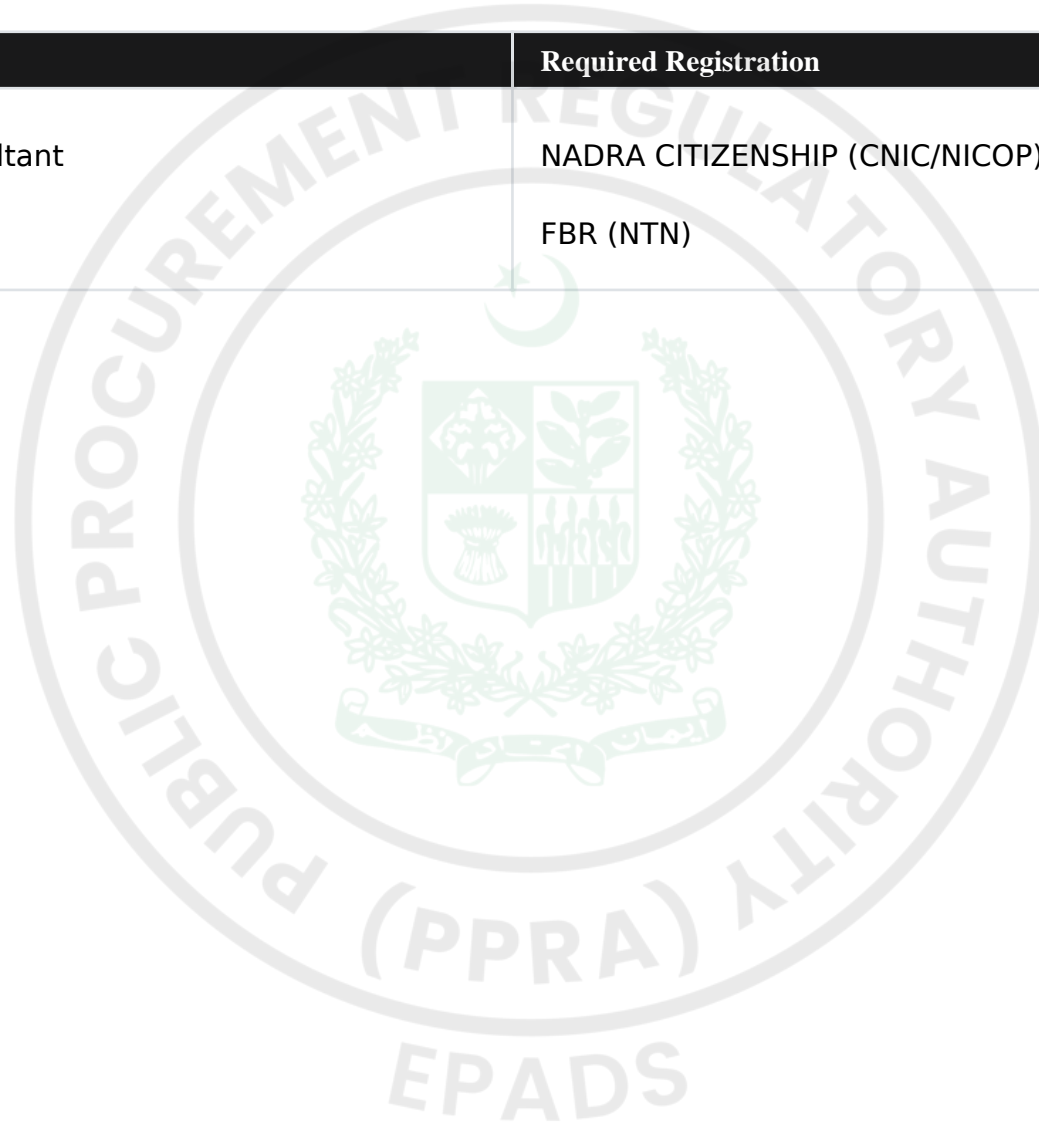 Required Registration
ltant
NADRA CITIZENSHIP (CNIC/NICOP)
FBR (NTN)
PUBLIC PROCUREMENT REGULATORY AUTHORITY
(PPRA)
EPADS